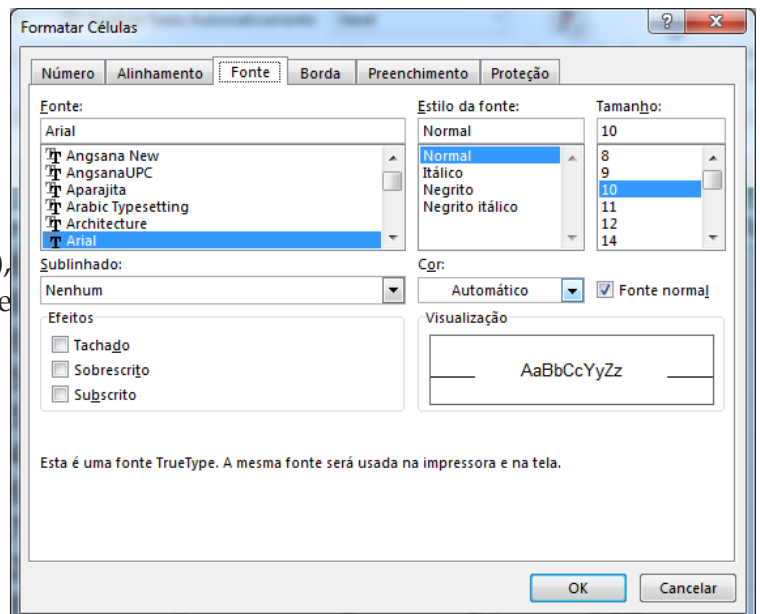 Formatar Células
Número Alinhamento Fonte Borda Preenchimento Proteção
Fonte: Estilo da fonte: Tamanho:
Arial Normal 10
Angsana New Normal 8
AngsanaUPC Itálico 9
Aparajita Negrito 10
Arabic Typesetting Negrito itálico 11
Architecture 12
Arial 14
),
Sublinhado: Cor:
e
Nenhum Automático Fonte normal
Efeitos Visualização
Tachado
Sobrescrito AaBbCcYyZz
Subscrito
Esta é uma fonte TrueType. A mesma fonte será usada na impressora e na tela.
OK Cancelar